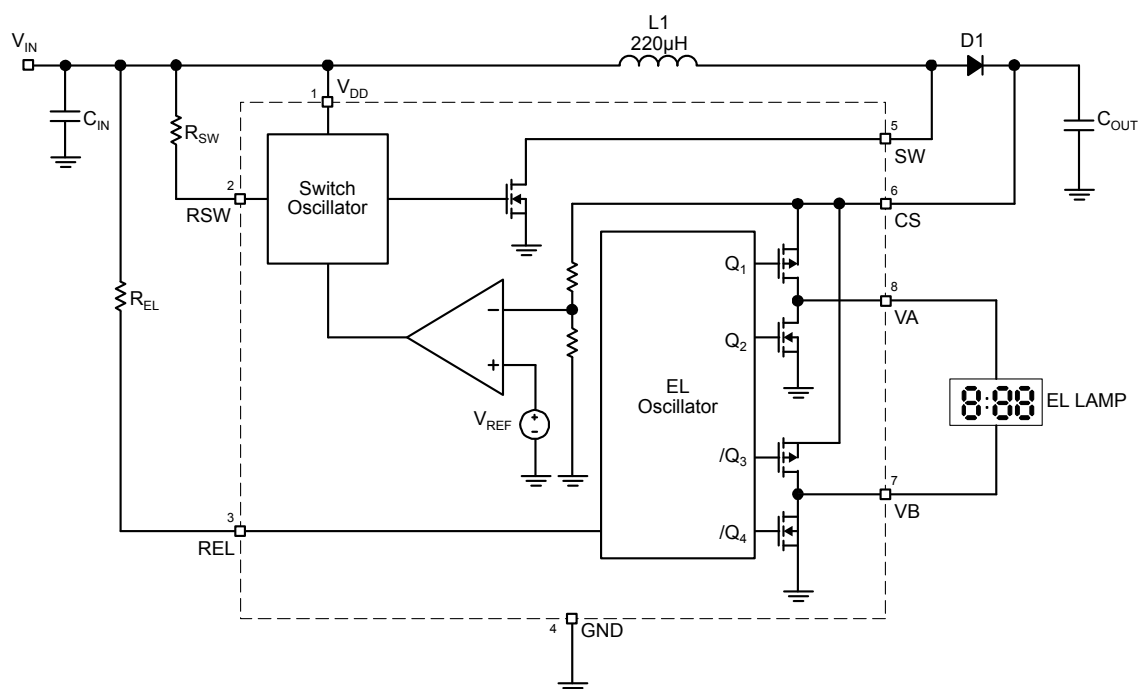 L1
220µH
D1
V_IN
C_IN
R_SW
1
V_DD
5
SW
C_OUT
2
RSW
Switch
Oscillator
6
CS
Q_1
8
VA
R_EL
−
+
Q_2
EL
Oscillator
8:88
EL LAMP
V_REF
+
-
/Q_3
7
VB
3
REL
/Q_4
4
GND